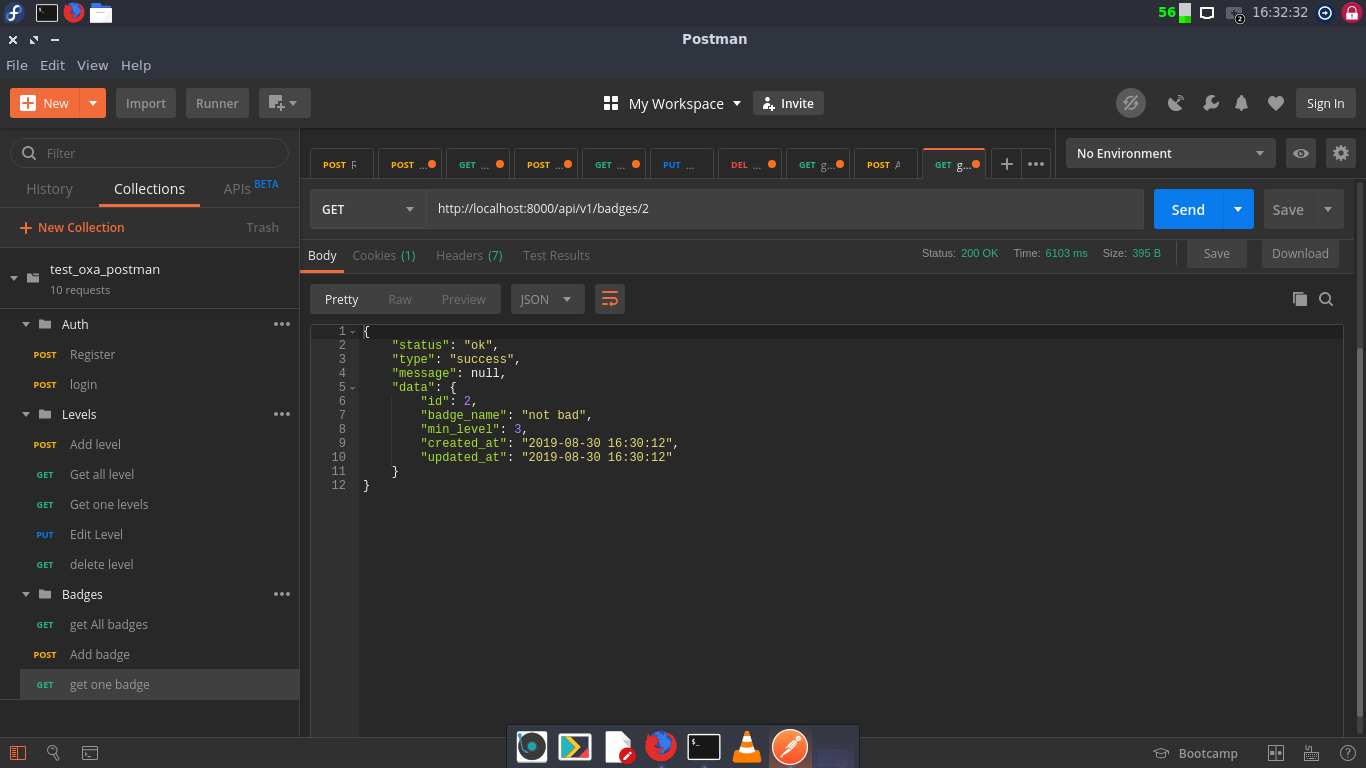 56 2 16:32:32
Postman
File Edit View Help
New Import Runner My Workspace Invite Sign In
Filter
History Collections APIs BETA
New Collection Trash
test_oxa_postman
10 requests
Auth
POST Register
POST login
Levels
POST Add level
GET Get all level
GET Get one levels
PUT Edit Level
GET delete level
Badges
GET get All badges
POST Add badge
GET get one badge
POST POST ... GET ... POST ... GET ... PUT ... DEL ... GET g... POST A GET g... No Environment
GET http://localhost:8000/api/v1/badges/2 Send Save
Body Cookies (1) Headers (7) Test Results Status: 200 OK Time: 6103 ms Size: 395 B Save Download
Pretty Raw Preview JSON
1 {
2 "status": "ok",
3 "type": "success",
4 "message": null,
5 "data": {
6 "id": 2,
7 "badge_name": "not bad",
8 "min_level": 3,
9 "created_at": "2019-08-30 16:30:12",
10 "updated_at": "2019-08-30 16:30:12"
11 }
12 }
Bootcamp